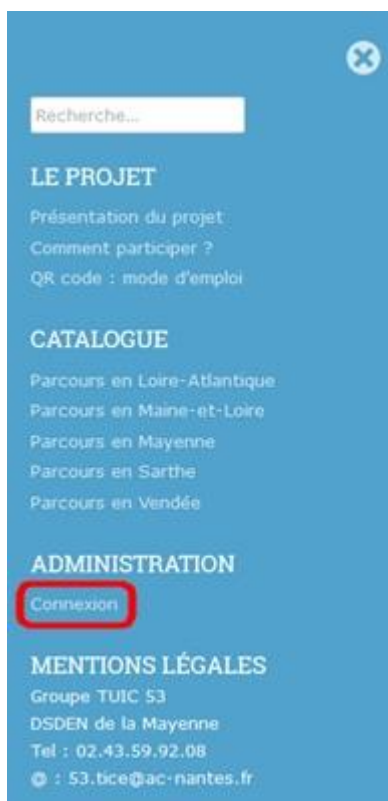 Recherche...
LE PROJET
Présentation du projet
Comment participer ?
QR code : mode d'emploi
CATALOGUE
Parcours en Loire-Atlantique
Parcours en Maine-et-Loire
Parcours en Mayenne
Parcours en Sarthe
Parcours en Vendée
ADMINISTRATION
Connexion
MENTIONS LÉGALES
Groupe TUIC 53
DSDEN de la Mayenne
Tel : 02.43.59.92.08
@ : 53.tice@ac-nantes.fr